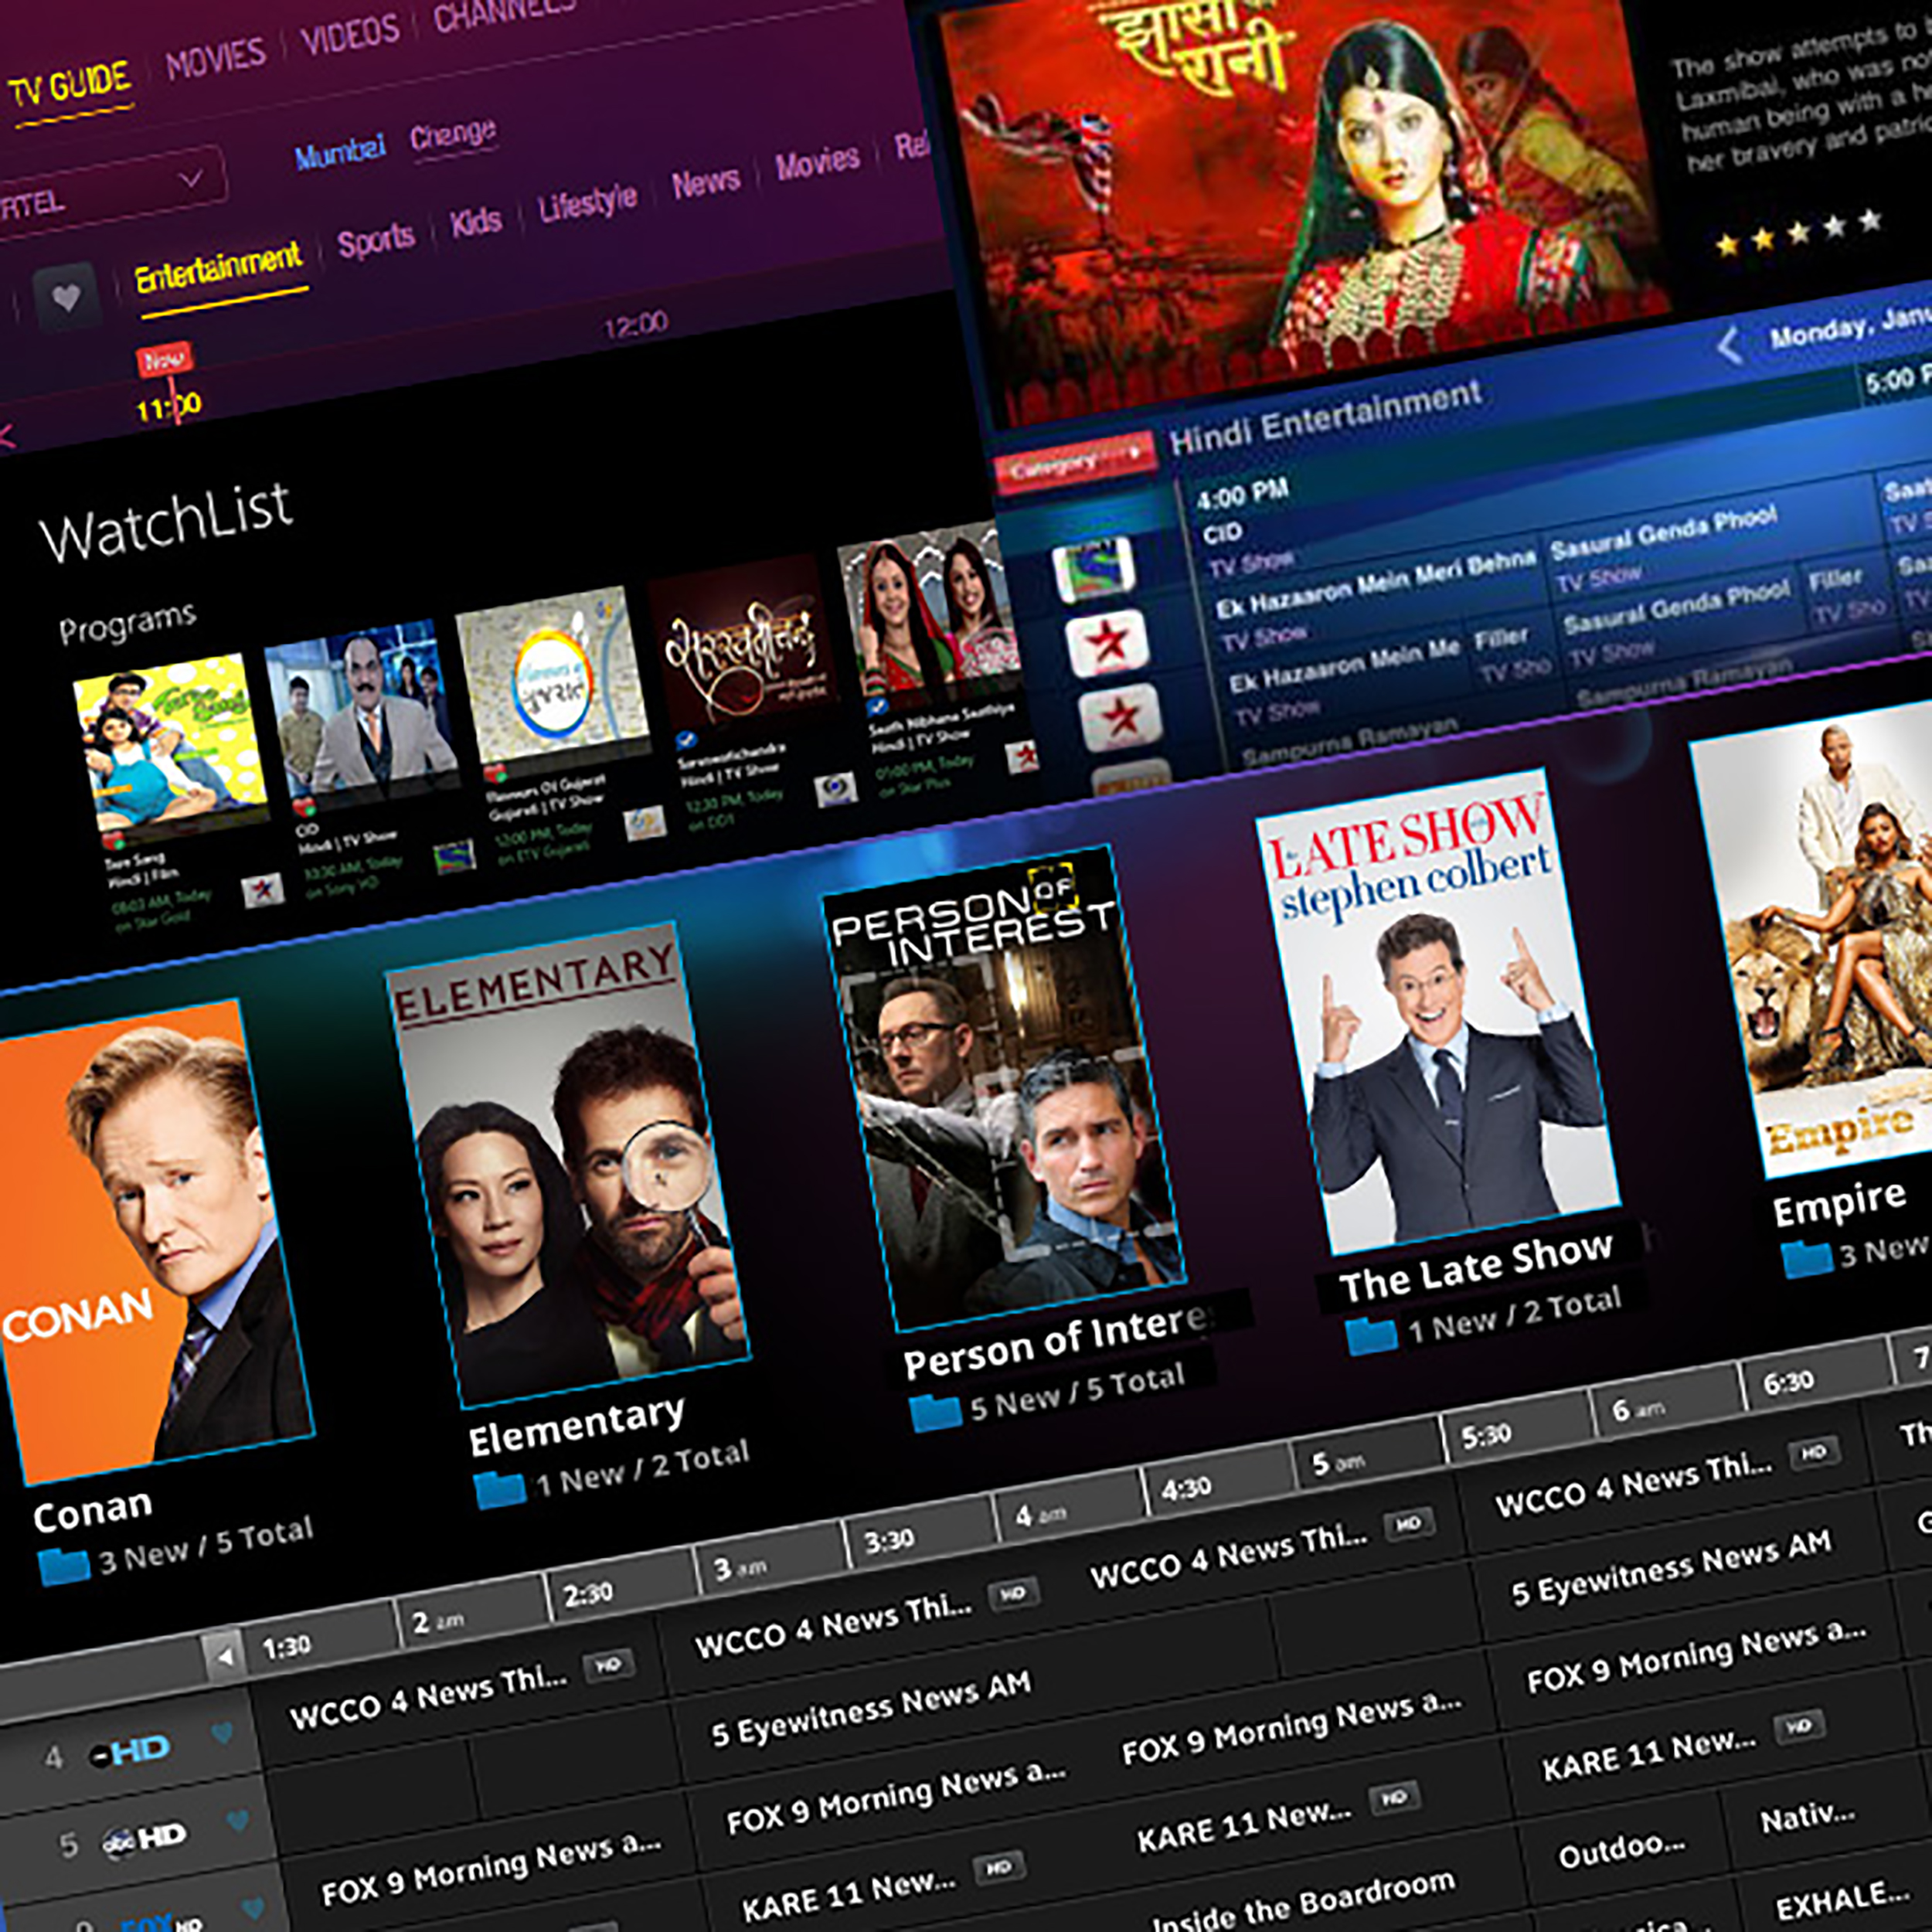 TV GUIDE MOVIES VIDEOS CHANNELS
Mumbai Change
RTEL
Entertainment Sports Kids Lifestyle News Movies Rel
Now
11:00 12:00
WatchList
Programs
CID
Hindi | TV Show
10:30 AM, Today
on Sony
Flavours Of Gujarat
Gujarati | TV Show
12:00 PM, Today
on ETV Gujarati
Saraswatichandra
Hindi | TV Show
12:30 PM, Today
on DD1
Saath Nibhana Saathiya
Hindi | TV Show
01:00 PM, Today
on Star Plus
Hindi | Film
08:03 AM, Today
on Star Gold
झांसी की
रानी
The show attempts to
Laxmibai, who was no
human being with a he
her bravery and patrio
Monday, Janu
Category
Hindi Entertainment
4:00 PM 5:00 P
CID
TV Show
Ek Hazaaron Mein Meri Behna Sasural Genda Phool Saat
TV Show TV Show TV S
Ek Hazaaron Mein Me Filler Sasural Genda Phool Filler Saa
TV Show TV Sho TV Show TV Sho
Sampurna Ramayan Sampurna Ramayan
CONAN
Conan
3 New / 5 Total
ELEMENTARY
Elementary
1 New / 2 Total
PERSON OF
INTEREST
Person of Intere
5 New / 5 Total
LATE SHOW
stephen colbert
The Late Show
1 New / 2 Total
Empire
Empire
3 New
1:30 2 am 2:30 3 am 3:30 4 am 4:30 5 am 5:30 6 am 6:30 7
4 HD WCCO 4 News Thi... HD WCCO 4 News Thi... HD WCCO 4 News Thi... HD WCCO 4 News Thi... HD Th
5 abc HD 5 Eyewitness News AM 5 Eyewitness News AM G
FOX HD FOX 9 Morning News a... FOX 9 Morning News a... FOX 9 Morning News a... FOX 9 Morning News a...
KARE 11 New... HD KARE 11 New... HD KARE 11 New... HD
Inside the Boardroom Outdoo... Nativ...
EXHALE...